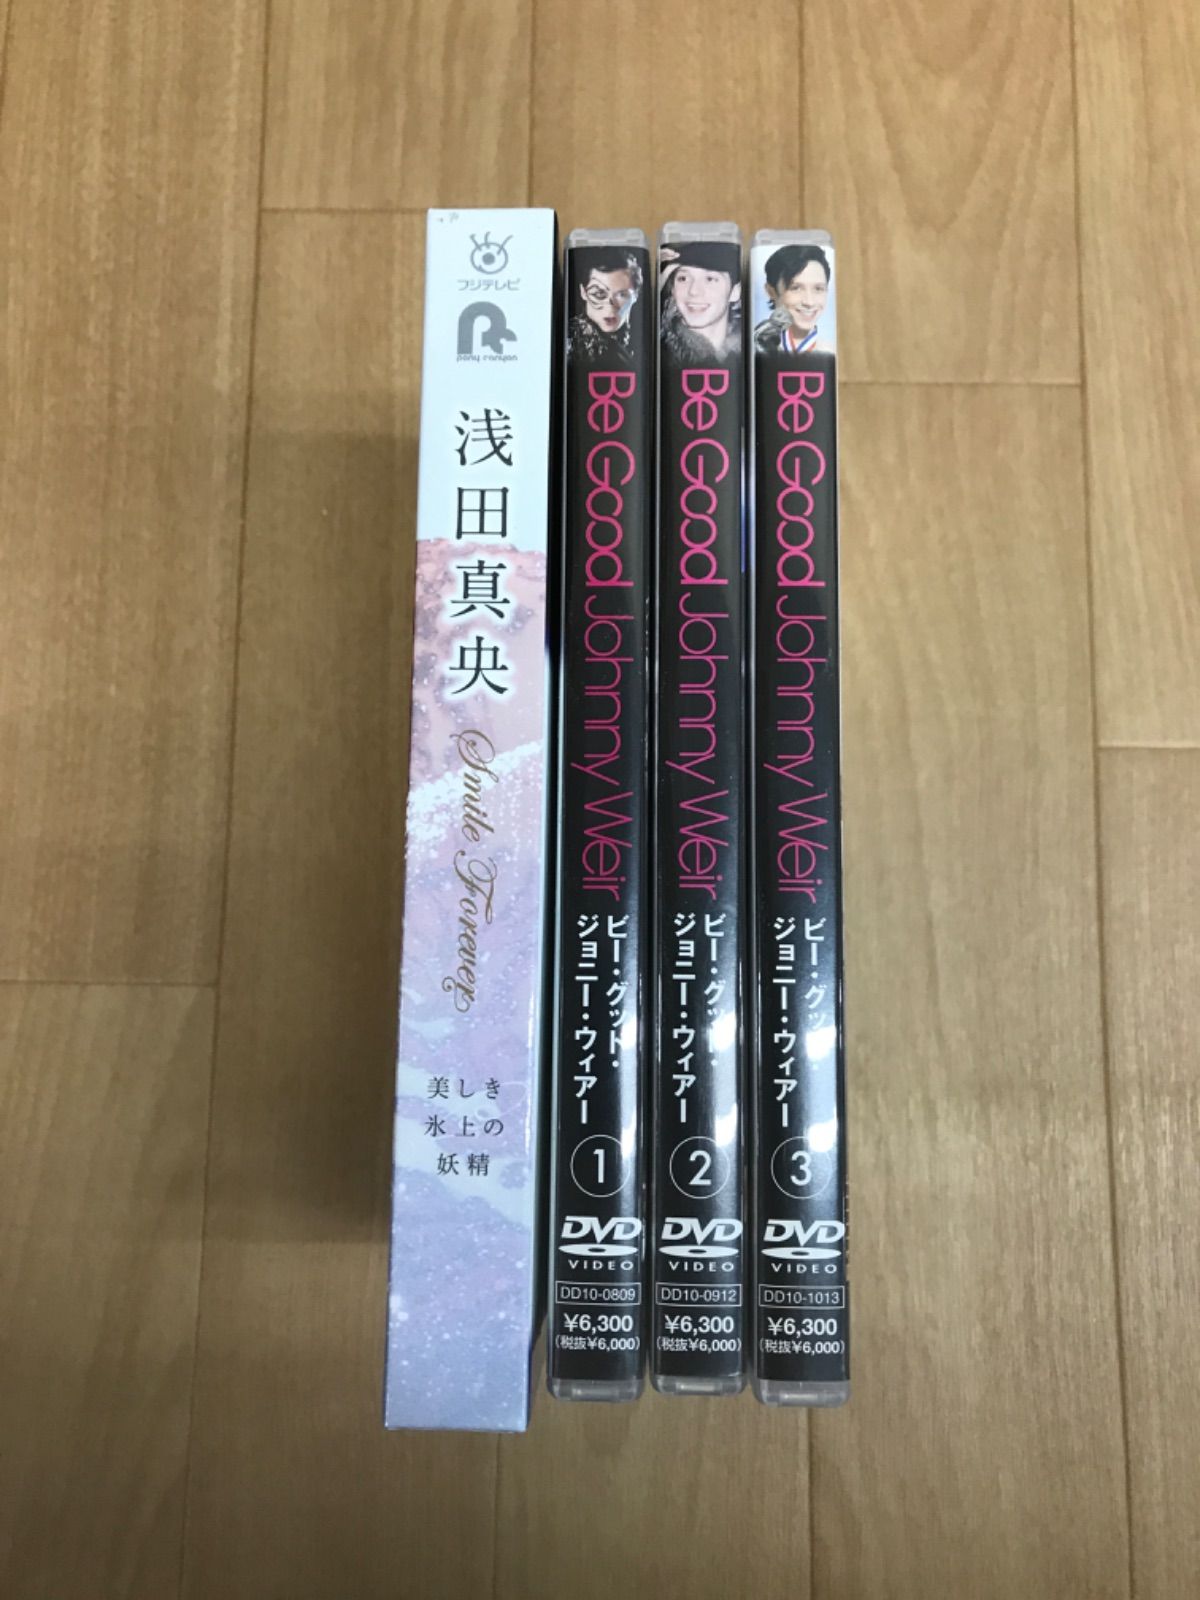 フジテレビ
pony canyon
浅田真央
Smile Forever
美しき
氷上の
妖精
Be Good Johnny Weir
ビー・グッド・
ジョニー・ウィアー
1
DVD
VIDEO
DD10-0809
¥6,300
(税抜¥6,000)
Be Good Johnny Weir
ビー・グッド・
ジョニー・ウィアー
2
DVD
VIDEO
DD10-0912
¥6,300
(税抜¥6,000)
Be Good Johnny Weir
ビー・グッド・
ジョニー・ウィアー
3
DVD
VIDEO
DD10-1013
¥6,300
(税抜¥6,000)